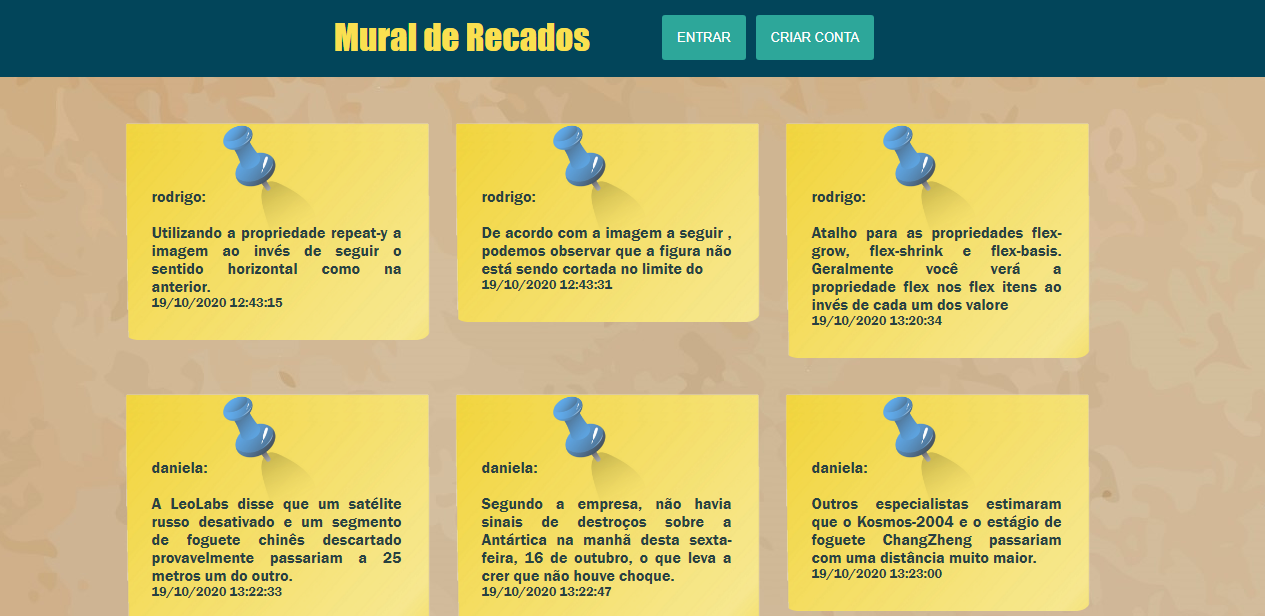 Mural de Recados
ENTRAR
CRIAR CONTA
rodrigo:
Utilizando a propriedade repeat-y a
imagem ao invés de seguir o
sentido horizontal como na
anterior.
19/10/2020 12:43:15
rodrigo:
De acordo com a imagem a seguir ,
podemos observar que a figura não
está sendo cortada no limite do
19/10/2020 12:43:31
rodrigo:
Atalho para as propriedades flex-
grow, flex-shrink e flex-basis.
Geralmente você verá a
propriedade flex nos flex itens ao
invés de cada um dos valore
19/10/2020 13:20:34
daniela:
A LeoLabs disse que um satélite
russo desativado e um segmento
de foguete chinês descartado
provavelmente passariam a 25
metros um do outro.
19/10/2020 13:22:33
daniela:
Segundo a empresa, não havia
sinais de destroços sobre a
Antártica na manhã desta sexta-
feira, 16 de outubro, o que leva a
crer que não houve choque.
19/10/2020 13:22:47
daniela:
Outros especialistas estimaram
que o Kosmos-2004 e o estágio de
foguete ChangZheng passariam
com uma distância muito maior.
19/10/2020 13:23:00